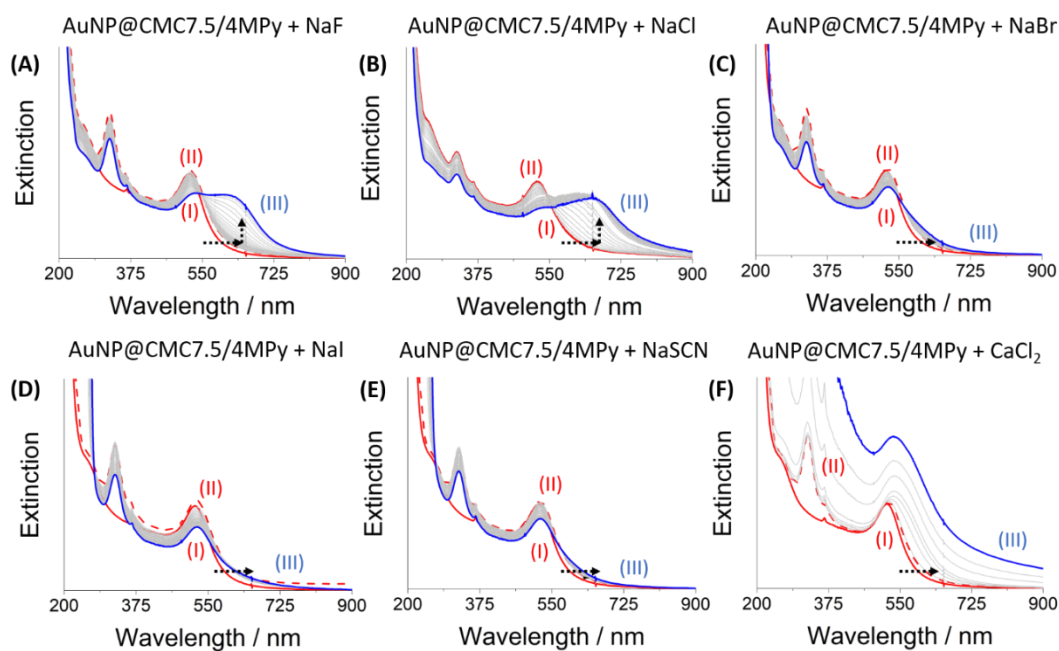 AuNP@CMC7.5/4MPy + NaF
(A)
Extinction
(II)
(I)
(III)
200 375 550 725 900
Wavelength / nm
AuNP@CMC7.5/4MPy + NaCl
(B)
Extinction
(II)
(I)
(III)
200 375 550 725 900
Wavelength / nm
AuNP@CMC7.5/4MPy + NaBr
(C)
Extinction
(II)
(I)
(III)
200 375 550 725 900
Wavelength / nm
AuNP@CMC7.5/4MPy + NaI
(D)
Extinction
(II)
(I)
(III)
200 375 550 725 900
Wavelength / nm
AuNP@CMC7.5/4MPy + NaSCN
(E)
Extinction
(II)
(I)
(III)
200 375 550 725 900
Wavelength / nm
AuNP@CMC7.5/4MPy + CaCl₂
(F)
Extinction
(II)
(I)
(III)
200 375 550 725 900
Wavelength / nm